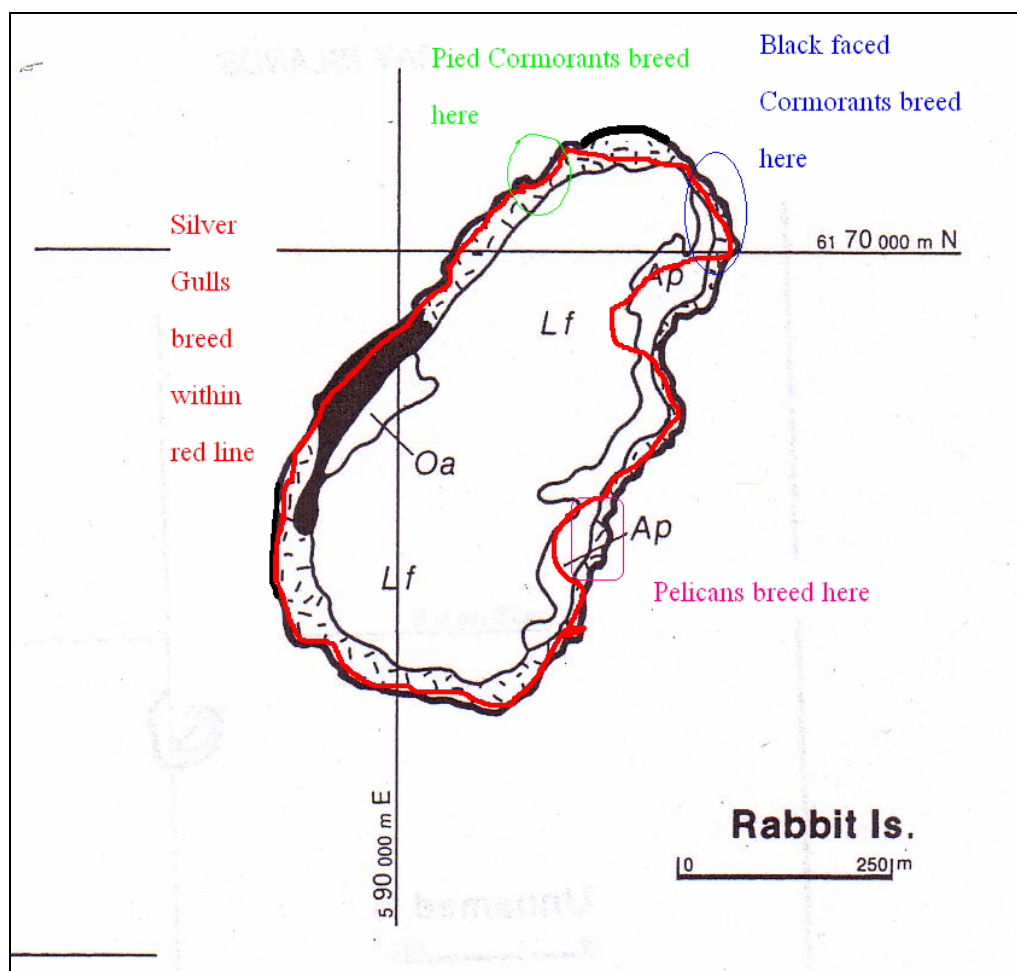 Pied Cormorants breed
here
Black faced
Cormorants breed
here
Silver
Gulls
breed
within
red line
61 70 000 m N
Ap
Lf
Oa
Ap
Lf
Pelicans breed here
5 90 000 m E
Rabbit Is.
0 250 m